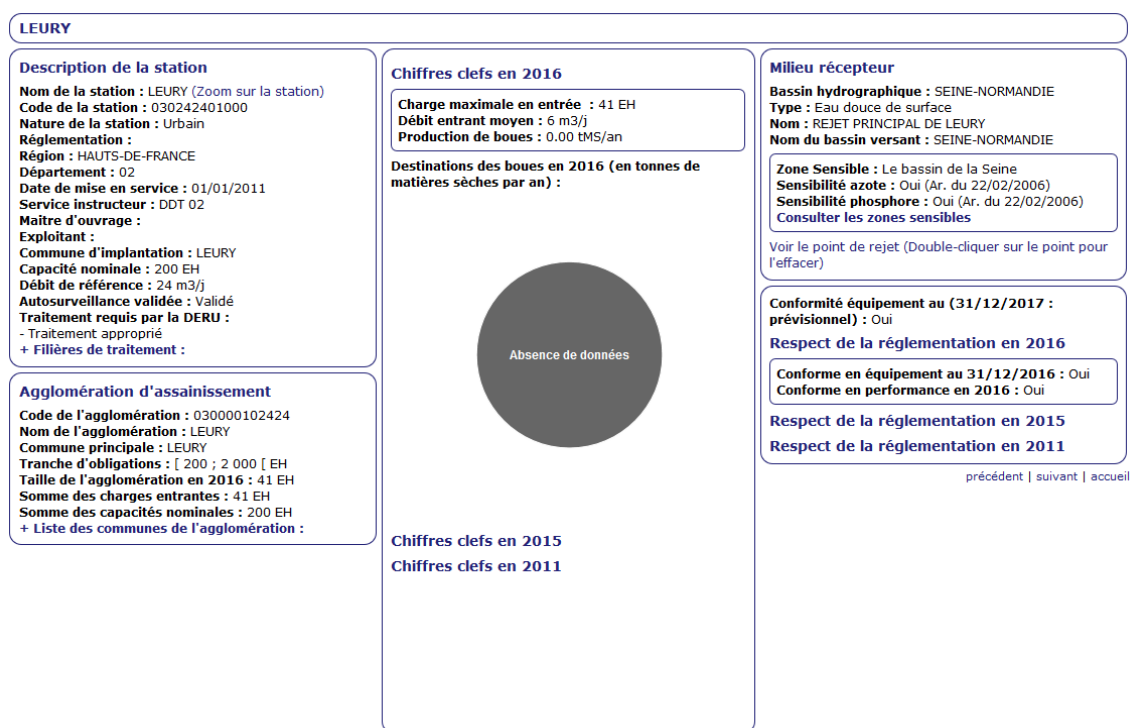 LEURY
Description de la station
Nom de la station : LEURY (Zoom sur la station)
Code de la station : 030242401000
Nature de la station : Urbain
Réglementation :
Région : HAUTS-DE-FRANCE
Département : 02
Date de mise en service : 01/01/2011
Service instructeur : DDT 02
Maitre d'ouvrage :
Exploitant :
Commune d'implantation : LEURY
Capacité nominale : 200 EH
Débit de référence : 24 m3/j
Autosurveillance validée : Validé
Traitement requis par la DERU :
- Traitement approprié
+ Filières de traitement :
Agglomération d'assainissement
Code de l'agglomération : 030000102424
Nom de l'agglomération : LEURY
Commune principale : LEURY
Tranche d'obligations : [ 200 ; 2 000 [ EH
Taille de l'agglomération en 2016 : 41 EH
Somme des charges entrantes : 41 EH
Somme des capacités nominales : 200 EH
+ Liste des communes de l'agglomération :
Chiffres clefs en 2016
Charge maximale en entrée : 41 EH
Débit entrant moyen : 6 m3/j
Production de boues : 0.00 tMS/an
Destinations des boues en 2016 (en tonnes de
matières sèches par an) :
Absence de données
Chiffres clefs en 2015
Chiffres clefs en 2011
Milieu récepteur
Bassin hydrographique : SEINE-NORMANDIE
Type : Eau douce de surface
Nom : REJET PRINCIPAL DE LEURY
Nom du bassin versant : SEINE-NORMANDIE
Zone Sensible : Le bassin de la Seine
Sensibilité azote : Oui (Ar. du 22/02/2006)
Sensibilité phosphore : Oui (Ar. du 22/02/2006)
Consulter les zones sensibles
Voir le point de rejet (Double-cliquer sur le point pour
l'effacer)
Conformité équipement au (31/12/2017 :
prévisionnel) : Oui
Respect de la réglementation en 2016
Conforme en équipement au 31/12/2016 : Oui
Conforme en performance en 2016 : Oui
Respect de la réglementation en 2015
Respect de la réglementation en 2011
précédent | suivant | accueil